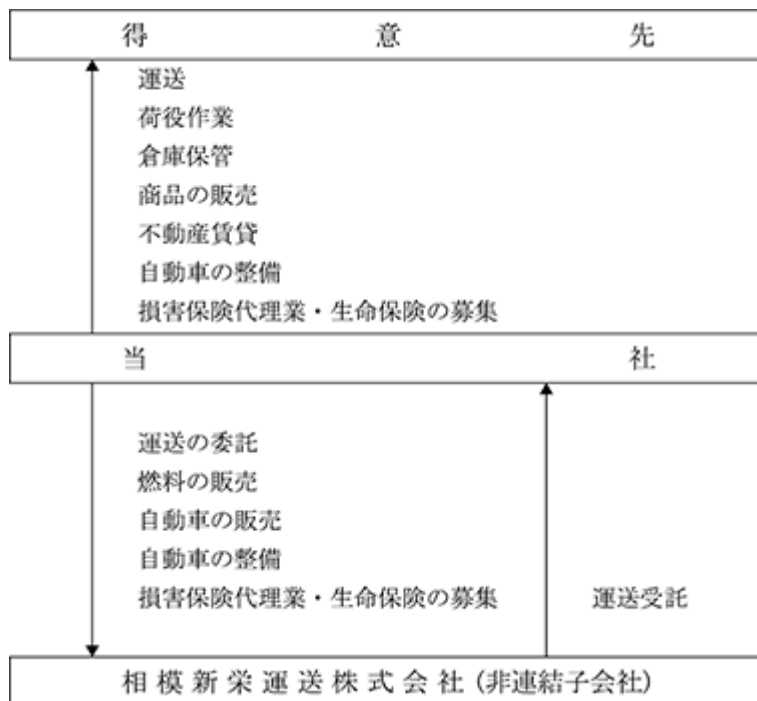 得意先
運送
荷役作業
倉庫保管
商品の販売
不動産賃貸
自動車の整備
損害保険代理業・生命保険の募集
当社
運送の委託
燃料の販売
自動車の販売
自動車の整備
損害保険代理業・生命保険の募集
運送受託
相模新栄運送株式会社(非連結子会社)